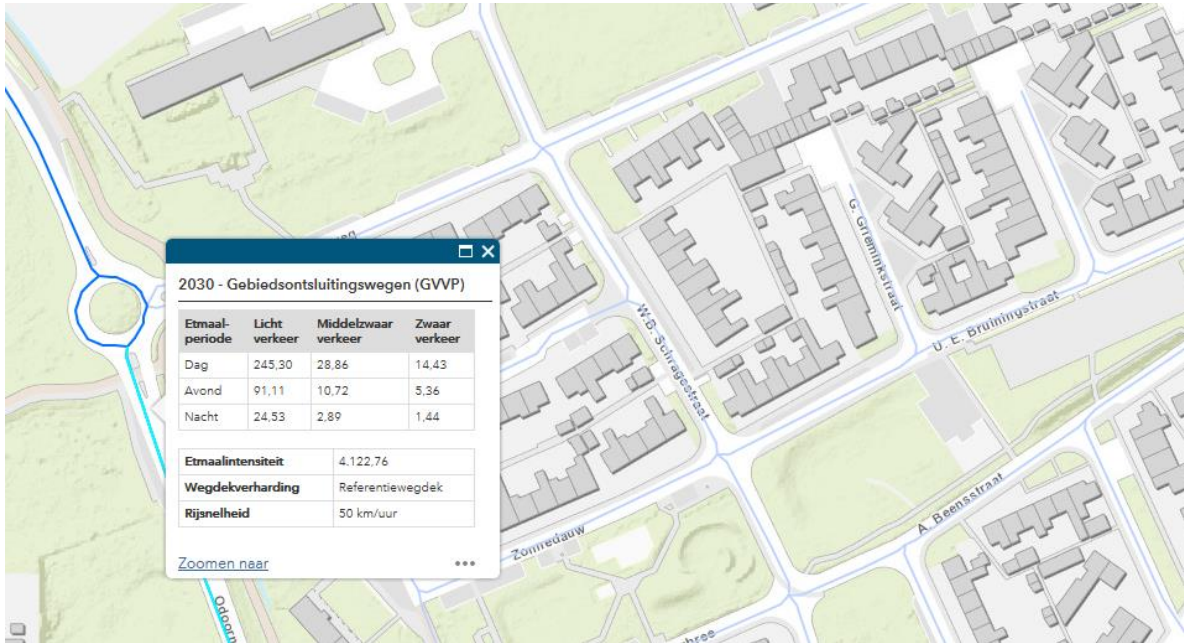 2030 - Gebiedsontsluitingswegen (GVVP)
Etmaal-periode Licht verkeer Middelzwaar verkeer Zwaar verkeer
Dag 245,30 28,86 14,43
Avond 91,11 10,72 5,36
Nacht 24,53 2,89 1,44
Etmaalintensiteit 4.122,76
Wegdekverharding Referentiewegdek
Rijsnelheid 50 km/uur
Zoomen naar
G. Grieminkstraat
W.B. Schragestraat
U. E. Bruiningstraat
A. Beensstraat
Zonnedauw